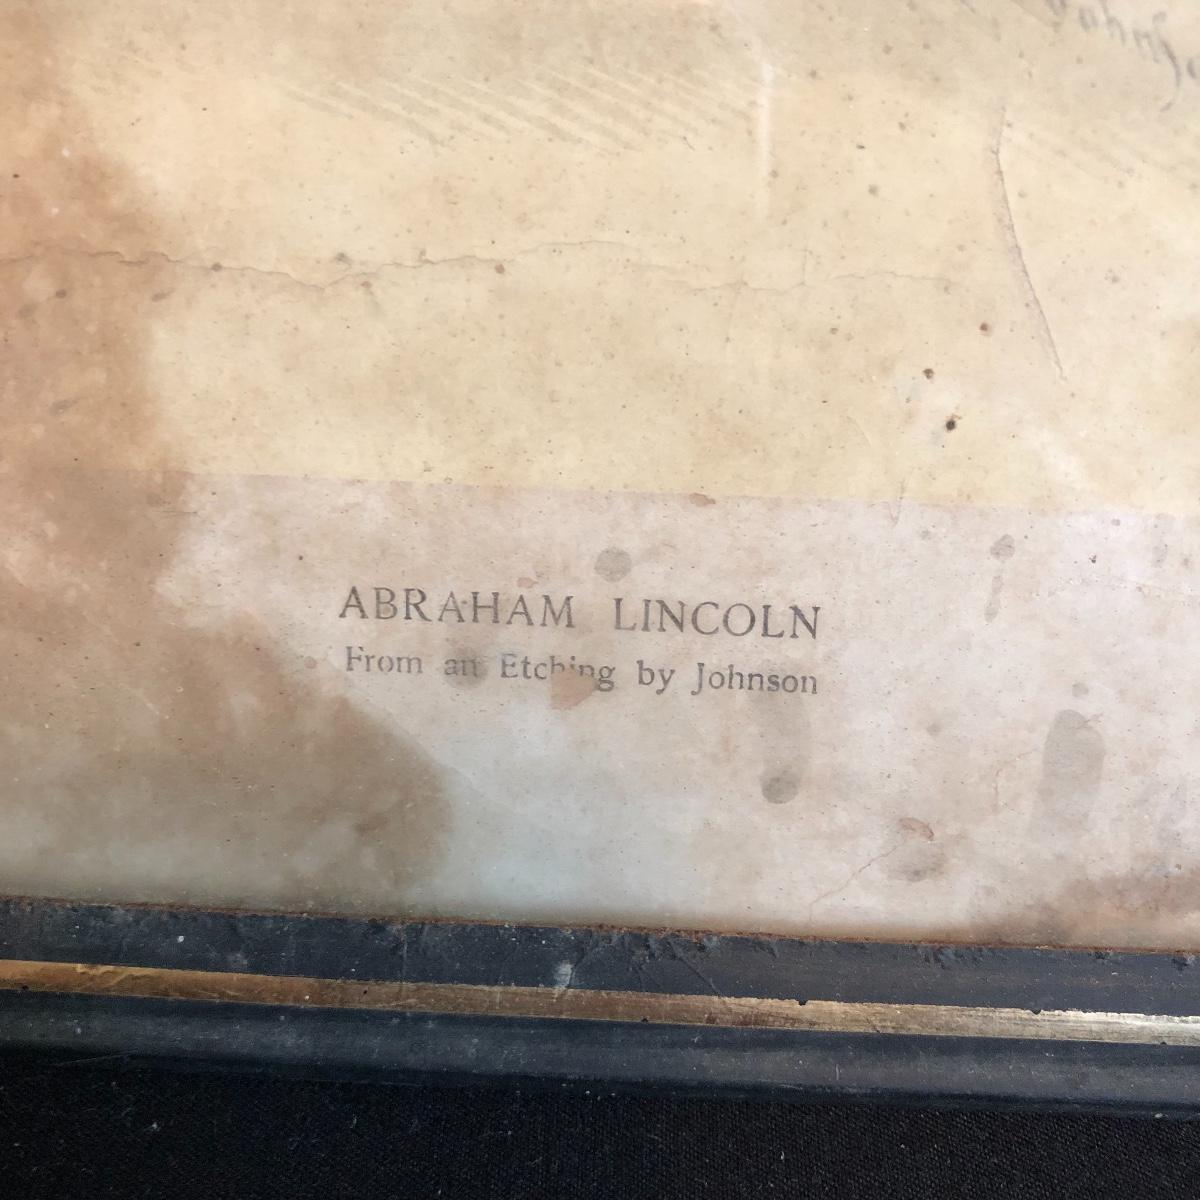 ABRAHAM LINCOLN
From an Etching by Johnson